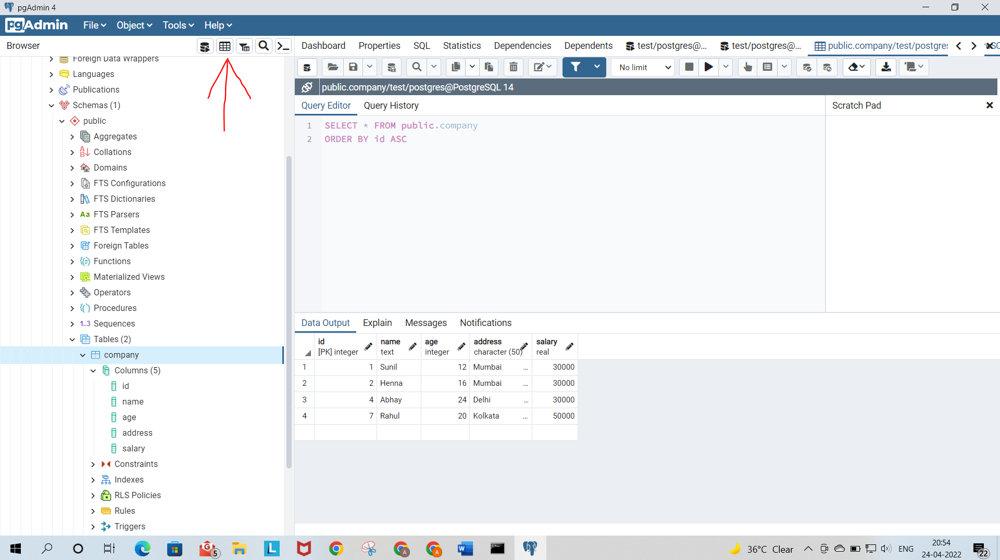 pgAdmin 4
pgAdmin File Object Tools Help
Browser
Foreign Data Wrappers
Languages
Publications
Schemas (1)
public
Aggregates
Collations
Domains
FTS Configurations
FTS Dictionaries
Aa FTS Parsers
FTS Templates
Foreign Tables
Functions
Materialized Views
Operators
Procedures
1..3 Sequences
Tables (2)
company
Columns (5)
id
name
age
address
salary
Constraints
Indexes
RLS Policies
Rules
Triggers
Dashboard Properties SQL Statistics Dependencies Dependents test/postgres@... test/postgres@... public.company/test/postgres
No limit
public.company/test/postgres@PostgreSQL 14
Query Editor Query History
Scratch Pad
1 SELECT * FROM public.company
2 ORDER BY id ASC
Data Output Explain Messages Notifications
id name age address salary
[PK] integer text integer character (50) real
1 1 Sunil 12 Mumbai ... 30000
2 2 Henna 16 Mumbai ... 30000
3 4 Abhay 24 Delhi ... 30000
4 7 Rahul 20 Kolkata ... 50000
G 5 L A A W 36°C Clear ENG 20:54
24-04-2022 22